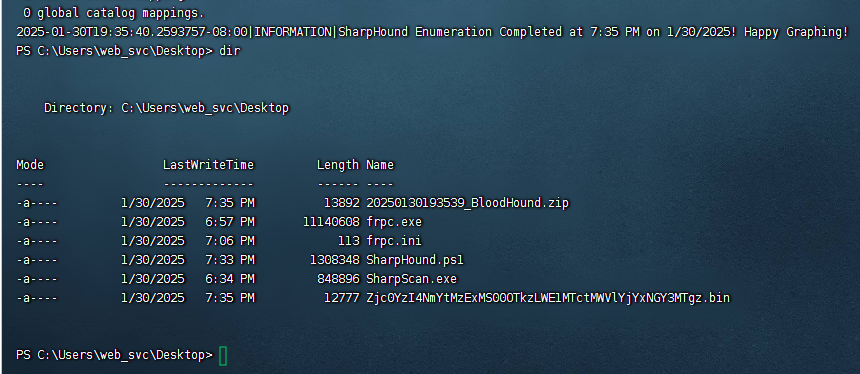 0 global catalog mappings.
2025-01-30T19:35:40.2593757-08:00|INFORMATION|SharpHound Enumeration Completed at 7:35 PM on 1/30/2025! Happy Graphing!
PS C:\Users\web_svc\Desktop> dir
Directory: C:\Users\web_svc\Desktop
Mode LastWriteTime Length Name
---- ------------- ------ ----
-a---- 1/30/2025 7:35 PM 13892 20250130193539_BloodHound.zip
-a---- 1/30/2025 6:57 PM 11140608 frpc.exe
-a---- 1/30/2025 7:06 PM 113 frpc.ini
-a---- 1/30/2025 7:33 PM 1308348 SharpHound.ps1
-a---- 1/30/2025 6:34 PM 848896 SharpScan.exe
-a---- 1/30/2025 7:35 PM 12777 ZjcOYzI4NmYtMzExMS00OTkzLWE1MTctMWVlYjYxNGY3MTgz.bin
PS C:\Users\web_svc\Desktop>